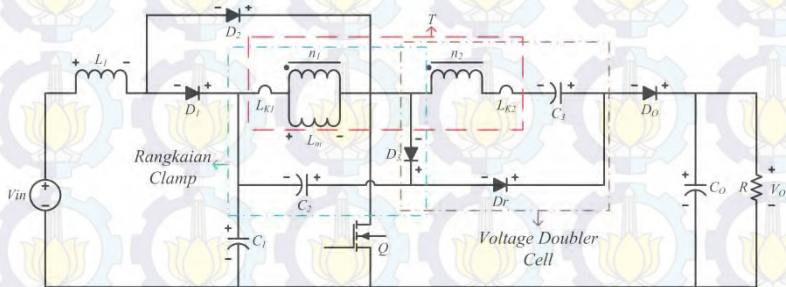 T
D2
L1
n1
n2
D1
LK1
Lm
LK2
C3
DO
Rangkaian
Clamp
D3
Vin
C2
Dr
CO
R
VO
C1
Q
Voltage Doubler
Cell